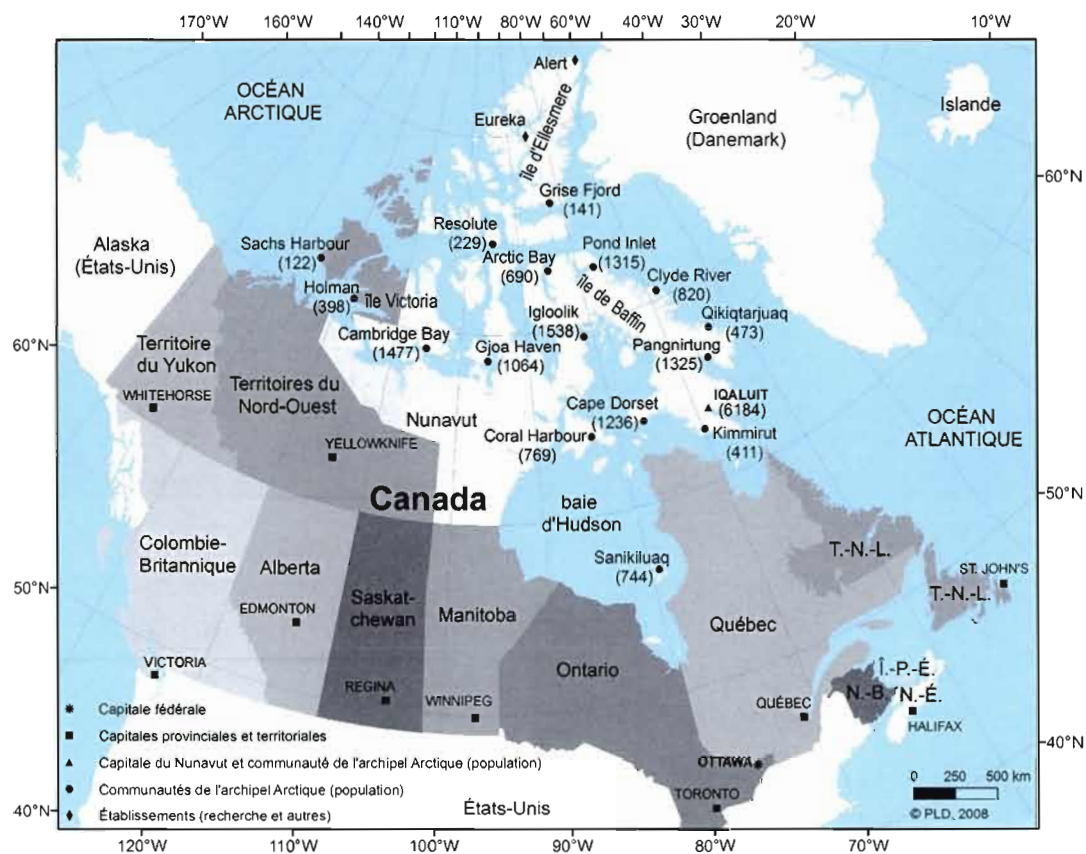 170°W 160°W 150°W 140°W 130°W 120°W 110°W 100°W 90°W 80°W 70°W 60°W 50°W 40°W 30°W 20°W 10°W
Alert
OCÉAN
ARCTIQUE
Islande
Groenland
(Danemark)
Eureka
île d'Ellesmere
60°N
Grise Fjord
(141)
Resolute
(229)
Alaska
(États-Unis)
Sachs Harbour
(122)
Arctic Bay
(690)
Pond Inlet
(1315)
Clyde River
(820)
Holman
(398)
île Victoria
île de Baffin
Igloolik
(1538)
Qikiqtarjuaq
(473)
60°N
Cambridge Bay
(1477)
Gjoa Haven
(1064)
Pangnirtung
(1325)
Territoire
du Yukon
WHITEHORSE
Territoires du
Nord-Ouest
IQALUIT
(6184)
Cape Dorset
(1236)
Nunavut
OCÉAN
ATLANTIQUE
Coral Harbour
(769)
Kimmirut
(411)
YELLOWKNIFE
50°N
Canada
baie
d'Hudson
Colombie-
Britannique
Alberta
Sanikiluaq
(744)
T.-N.-L.
ST. JOHN'S
50°N
T.-N.-L.
EDMONTON
Saskat-
chewan
Manitoba
Québec
VICTORIA
Ontario
Î.-P.-É.
REGINA
WINNIPEG
N.-B.
N.-É.
QUÉBEC
HALIFAX
Capitale fédérale
Capitales provinciales et territoriales
40°N
OTTAWA
Capitale du Nunavut et communauté de l'archipel Arctique (population)
0 250 500 km
Communautés de l'archipel Arctique (population)
TORONTO
États-Unis
© PLD, 2008
40°N
Établissements (recherche et autres)
120°W 110°W 100°W 90°W 80°W 70°W